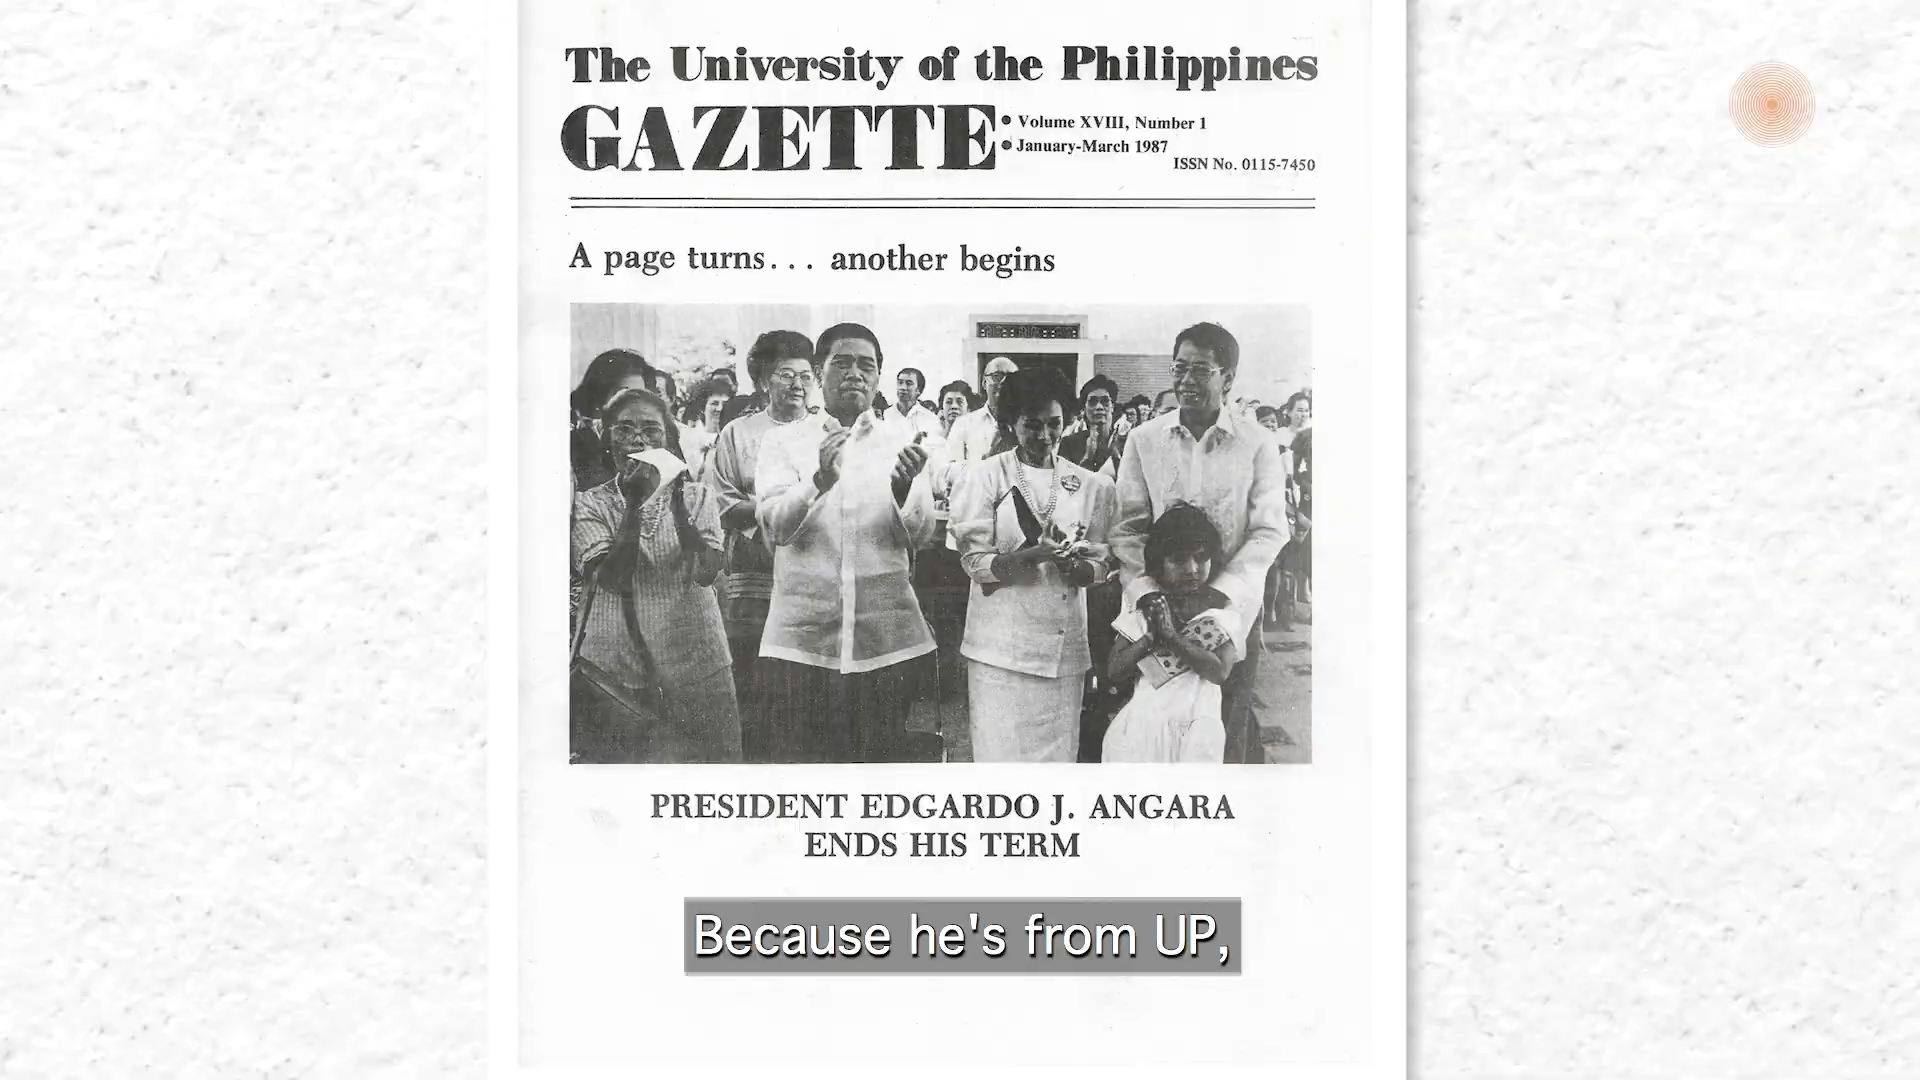 The University of the Philippines
GAZETTE
• Volume XVIII, Number 1
• January-March 1987
ISSN No. 0115-7450
A page turns... another begins
PRESIDENT EDGARDO J. ANGARA
ENDS HIS TERM
Because he's from UP,